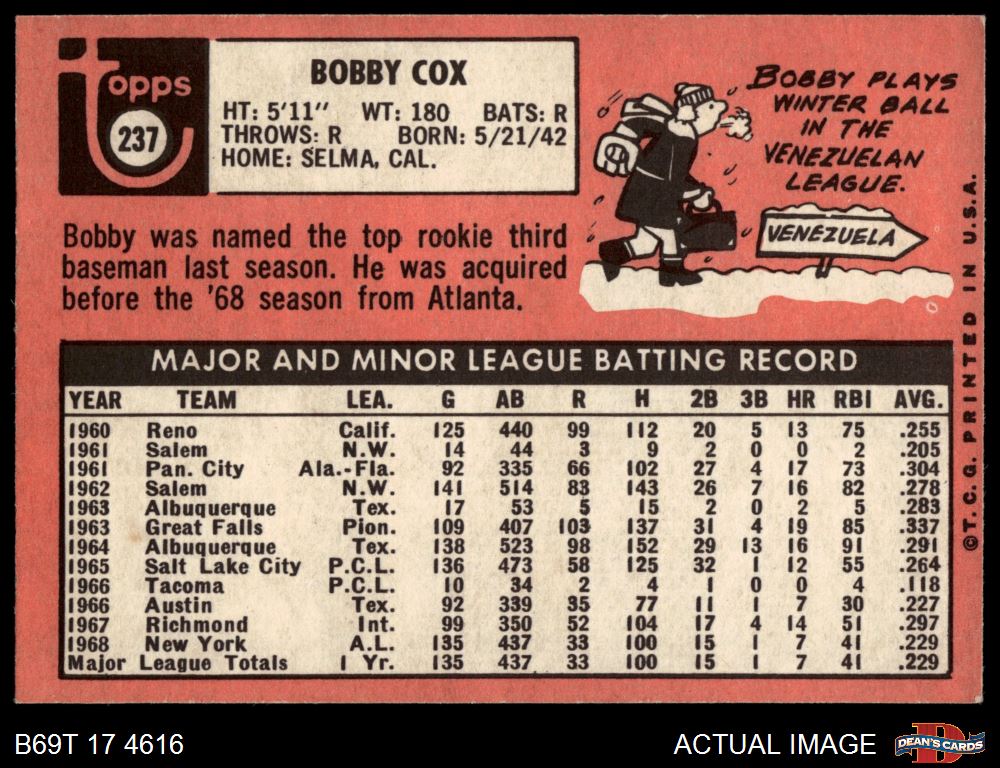 Topps
237
BOBBY COX
HT: 5'11" WT: 180 BATS: R
THROWS: R BORN: 5/21/42
HOME: SELMA, CAL.
BOBBY PLAYS
WINTER BALL
IN THE
VENEZUELAN
LEAGUE.
VENEZUELA
Bobby was named the top rookie third
baseman last season. He was acquired
before the '68 season from Atlanta.
MAJOR AND MINOR LEAGUE BATTING RECORD
YEAR TEAM LEA. G AB R H 2B 3B HR RBI AVG.
1960 Reno Calif. 125 440 99 112 20 5 13 75 .255
1961 Salem N.W. 14 44 3 9 2 0 0 2 .205
1961 Pan. City Ala.-Fla. 92 335 66 102 27 4 17 73 .304
1962 Salem N.W. 141 514 83 143 26 7 16 82 .278
1963 Albuquerque Tex. 17 53 5 15 2 0 2 5 .283
1963 Great Falls Pion. 109 407 103 137 31 4 19 85 .337
1964 Albuquerque Tex. 138 523 98 152 29 13 16 91 .291
1965 Salt Lake City P.C.L. 136 473 58 125 32 1 12 55 .264
1966 Tacoma P.C.L. 10 34 2 4 1 0 0 4 .118
1966 Austin Tex. 92 339 35 77 11 1 7 30 .227
1967 Richmond Int. 99 350 52 104 17 4 14 51 .297
1968 New York A.L. 135 437 33 100 15 1 7 41 .229
Major League Totals 1 Yr. 135 437 33 100 15 1 7 41 .229
©T.C.G. PRINTED IN U.S.A.
B69T 17 4616
ACTUAL IMAGE
D
DEAN'S CARDS